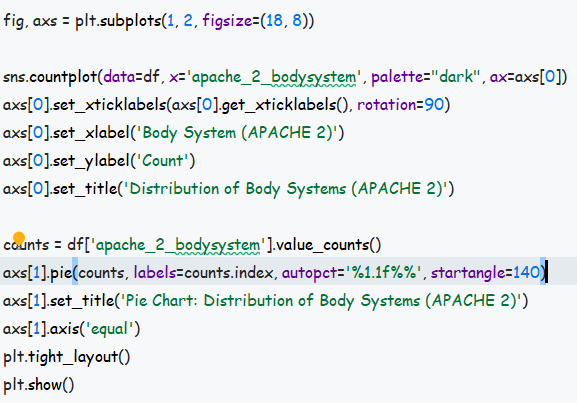 fig, axs = plt.subplots(1, 2, figsize=(18, 8))
sns.countplot(data=df, x='apache_2_bodysystem', palette="dark", ax=axs[0])
axs[0].set_xticklabels(axs[0].get_xticklabels(), rotation=90)
axs[0].set_xlabel('Body System (APACHE 2)')
axs[0].set_ylabel('Count')
axs[0].set_title('Distribution of Body Systems (APACHE 2)')
counts = df['apache_2_bodysystem'].value_counts()
axs[1].pie(counts, labels=counts.index, autopct='%1.1f%%', startangle=140)
axs[1].set_title('Pie Chart: Distribution of Body Systems (APACHE 2)')
axs[1].axis('equal')
plt.tight_layout()
plt.show()